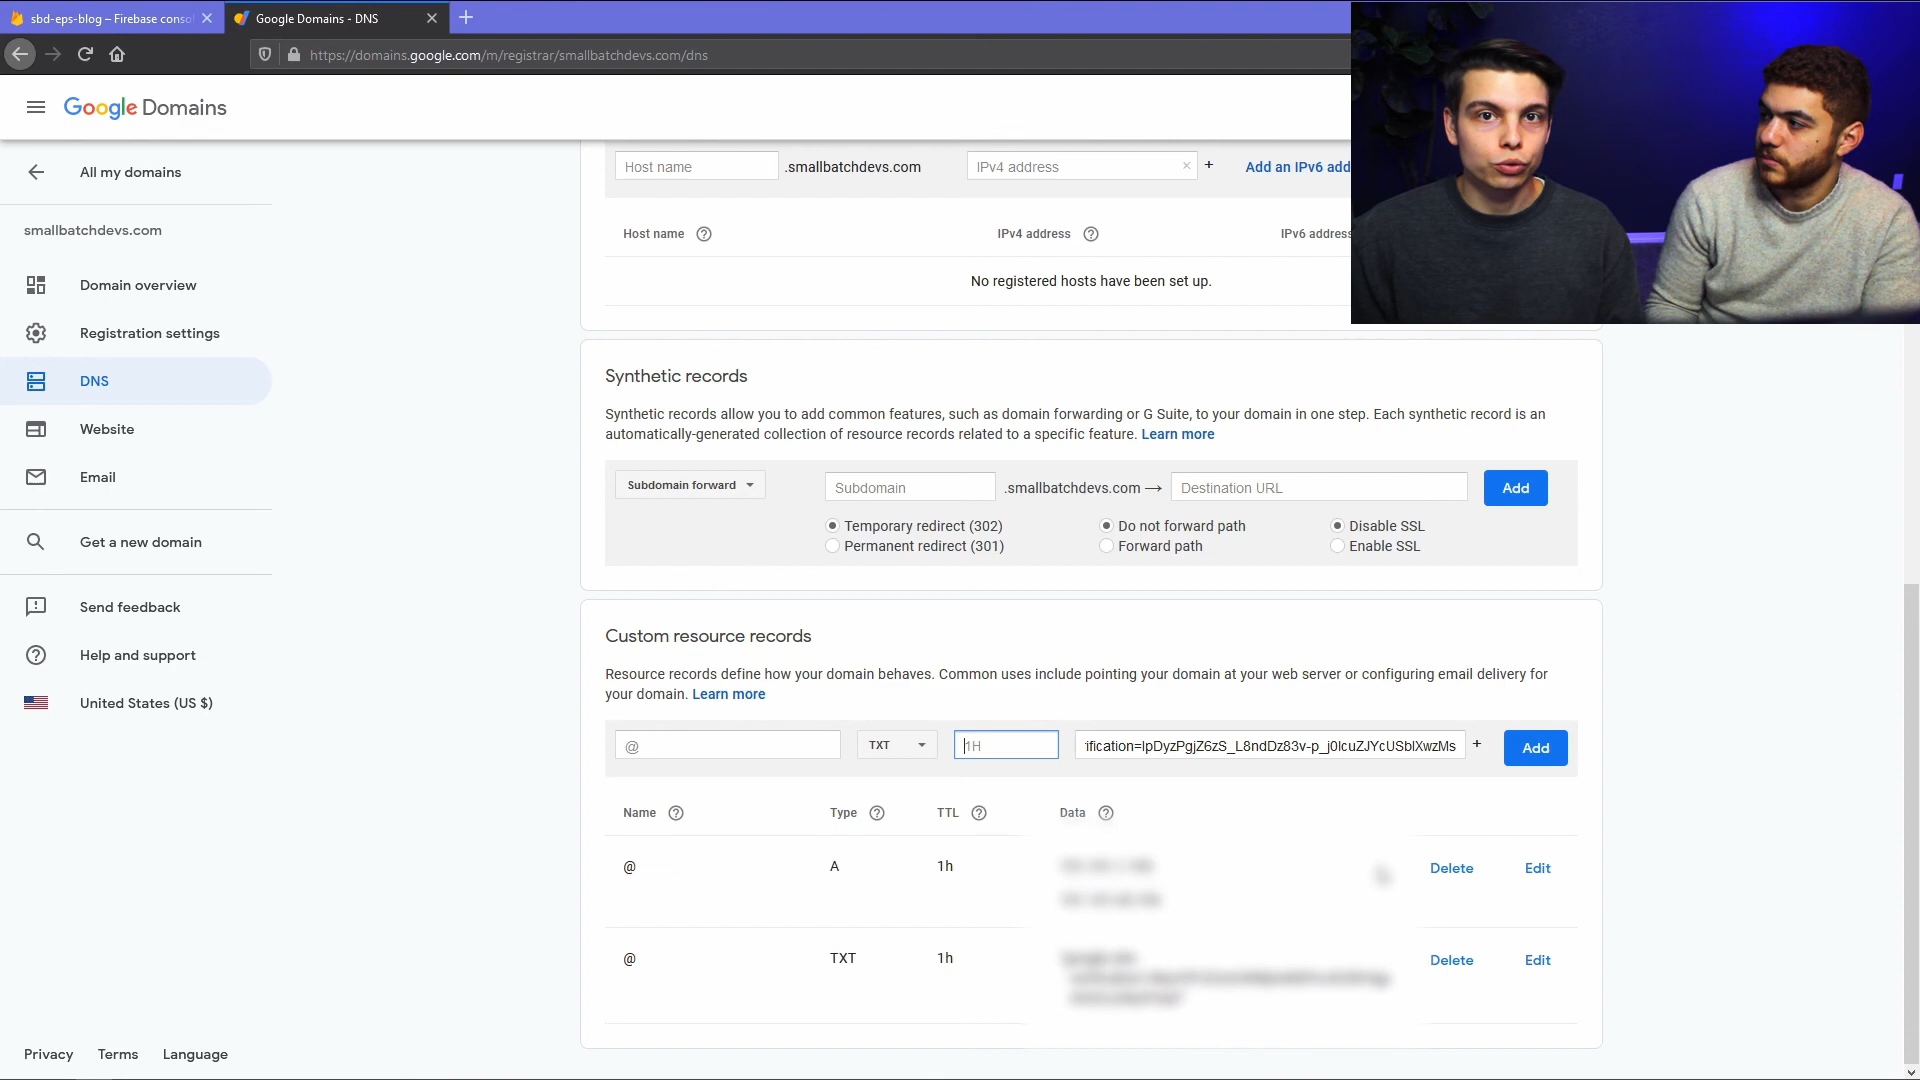 sbd-eps-blog – Firebase conso
Google Domains - DNS
https://domains.google.com/m/registrar/smallbatchdevs.com/dns
Google Domains
All my domains
smallbatchdevs.com
Domain overview
Registration settings
DNS
Website
Email
Get a new domain
Send feedback
Help and support
United States (US $)
Privacy Terms Language
Host name .smallbatchdevs.com IPv4 address + Add an IPv6 add
Host name IPv4 address IPv6 address
No registered hosts have been set up.
Synthetic records
Synthetic records allow you to add common features, such as domain forwarding or G Suite, to your domain in one step. Each synthetic record is an
automatically-generated collection of resource records related to a specific feature. Learn more
Subdomain forward Subdomain .smallbatchdevs.com → Destination URL Add
Temporary redirect (302) Do not forward path Disable SSL
Permanent redirect (301) Forward path Enable SSL
Custom resource records
Resource records define how your domain behaves. Common uses include pointing your domain at your web server or configuring email delivery for
your domain. Learn more
@ TXT 1H ification=lpDyzPgjZ6zS_L8ndDz83v-p_j0lcuZJYcUSblXwzMs + Add
Name Type TTL Data
@ A 1h Delete Edit
@ TXT 1h Delete Edit